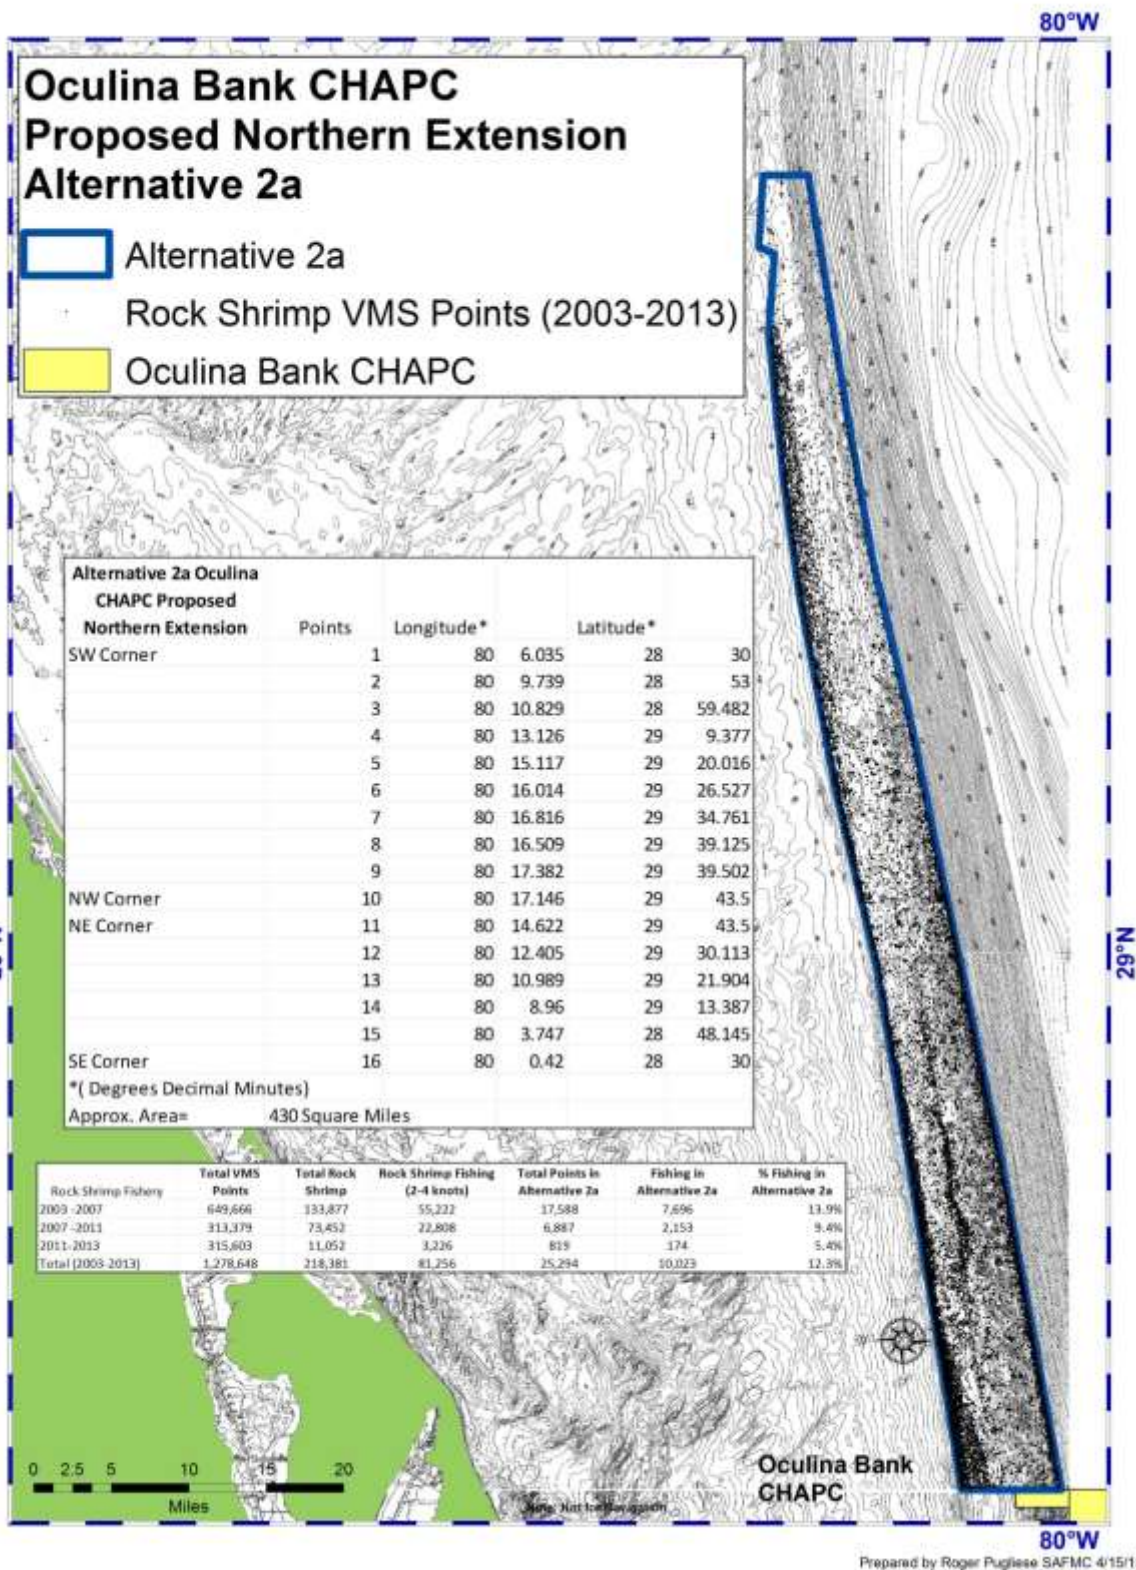 80°W
Oculina Bank CHAPC
Proposed Northern Extension
Alternative 2a
Alternative 2a
Rock Shrimp VMS Points (2003-2013)
Oculina Bank CHAPC
Alternative 2a Oculina
CHAPC Proposed
Northern Extension Points Longitude* Latitude*
SW Corner 1 80 6.035 28 30
2 80 9.739 28 53
3 80 10.829 28 59.482
4 80 13.126 29 9.377
5 80 15.117 29 20.016
6 80 16.014 29 26.527
7 80 16.816 29 34.761
8 80 16.509 29 39.125
9 80 17.382 29 39.502
NW Corner 10 80 17.146 29 43.5
NE Corner 11 80 14.622 29 43.5
12 80 12.405 29 30.113
13 80 10.989 29 21.904
14 80 8.96 29 13.387
15 80 3.747 28 48.145
SE Corner 16 80 0.42 28 30
*( Degrees Decimal Minutes)
Approx. Area= 430 Square Miles
29°N
Rock Shrimp Fishery Total VMS Points Total Rock Shrimp Rock Shrimp Fishing (2-4 knots) Total Points in Alternative 2a Fishing in Alternative 2a % Fishing in Alternative 2a
2003 -2007 649,666 133,877 55,222 17,588 7,696 13.9%
2007 -2011 313,379 73,452 22,808 6,887 2,153 9.4%
2011-2013 315,603 11,052 3,226 819 174 5.4%
Total (2003-2013) 1,278,648 218,381 81,256 25,294 10,023 12.3%
0 2.5 5 10 15 20
Miles
Note: Not for Navigation
Oculina Bank
CHAPC
80°W
Prepared by Roger Pugliese SAFMC 4/15/1